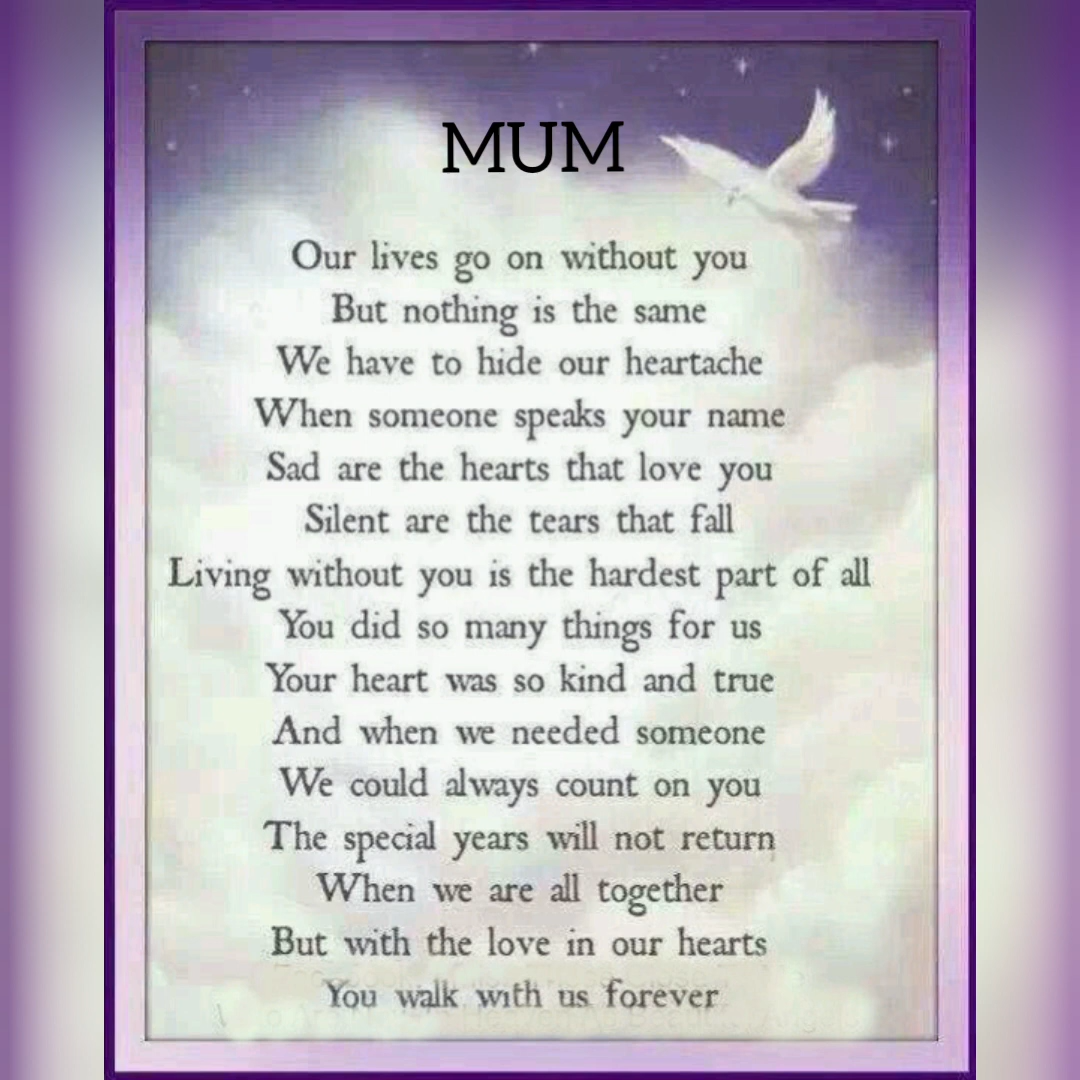 MUM
Our lives go on without you
But nothing is the same
We have to hide our heartache
When someone speaks your name
Sad are the hearts that love you
Silent are the tears that fall
Living without you is the hardest part of all
You did so many things for us
Your heart was so kind and true
And when we needed someone
We could always count on you
The special years will not return
When we are all together
But with the love in our hearts
You walk with us forever